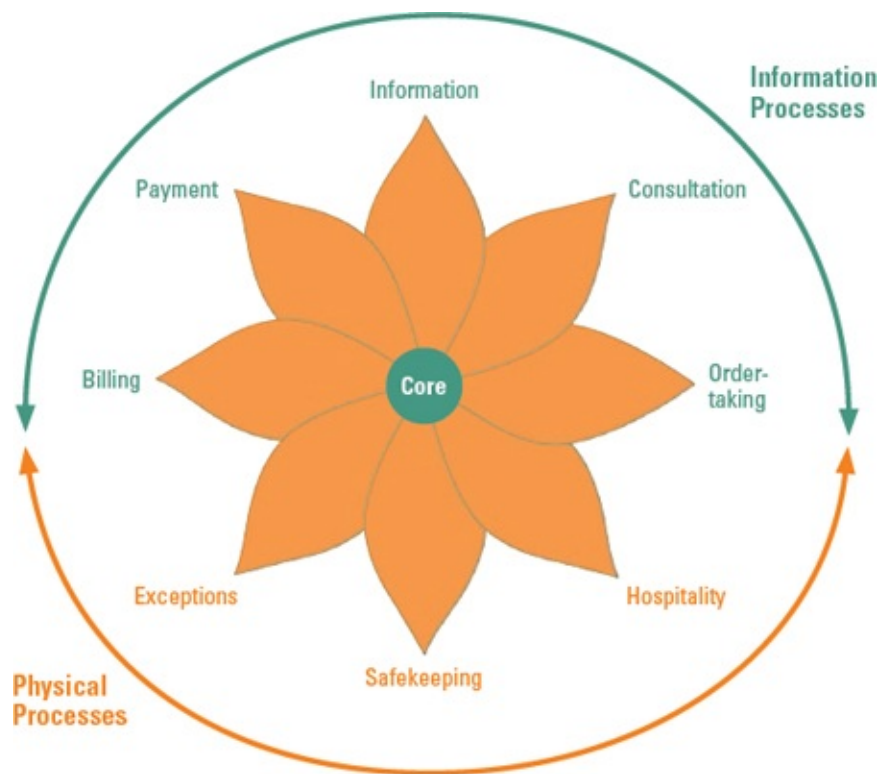 Information
Processes
Information
Payment
Consultation
Billing
Core
Order-
taking
Exceptions
Hospitality
Safekeeping
Physical
Processes